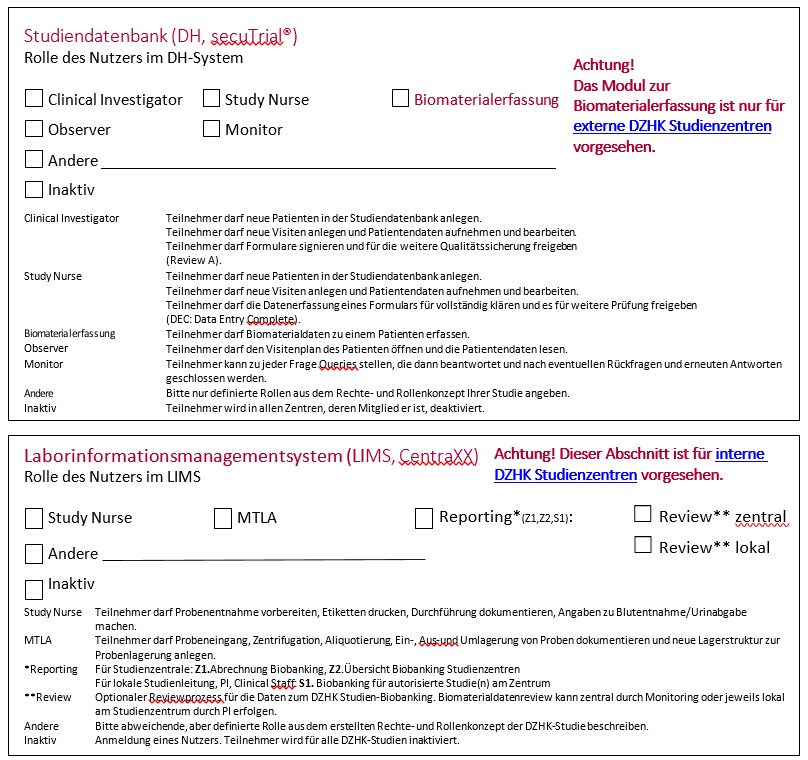 Studiendatenbank (DH, secuTrial®)
Rolle des Nutzers im DH-System
Achtung!
Das Modul zur
Biomaterialerfassung ist nur für
externe DZHK Studienzentren
vorgesehen.
Clinical Investigator Study Nurse Biomaterialerfassung
Observer Monitor
Andere
Inaktiv
Clinical Investigator Teilnehmer darf neue Patienten in der Studiendatenbank anlegen.
Teilnehmer darf neue Visiten anlegen und Patientendaten aufnehmen und bearbeiten.
Teilnehmer darf Formulare signieren und für die weitere Qualitätssicherung freigeben
(Review A).
Study Nurse Teilnehmer darf neue Patienten in der Studiendatenbank anlegen.
Teilnehmer darf neue Visiten anlegen und Patientendaten aufnehmen und bearbeiten.
Teilnehmer darf die Datenerfassung eines Formulars für vollständig klären und es für weitere Prüfung freigeben
(DEC: Data Entry Complete).
Biomaterialerfassung Teilnehmer darf Biomaterialdaten zu einem Patienten erfassen.
Observer Teilnehmer darf den Visitenplan des Patienten öffnen und die Patientendaten lesen.
Monitor Teilnehmer kann zu jeder Frage Queries stellen, die dann beantwortet und nach eventuellen Rückfragen und erneuten Antworten
geschlossen werden.
Andere Bitte nur definierte Rollen aus dem Rechte- und Rollenkonzept Ihrer Studie angeben.
Inaktiv Teilnehmer wird in allen Zentren, deren Mitglied er ist, deaktiviert.
Laborinformationsmanagementsystem (LIMS, CentraXX)
Rolle des Nutzers im LIMS
Achtung! Dieser Abschnitt ist für interne
DZHK Studienzentren vorgesehen.
Study Nurse MTLA Reporting*(Z1,Z2,S1): Review** zentral
Review** lokal
Andere
Inaktiv
Study Nurse Teilnehmer darf Probenentnahme vorbereiten, Etiketten drucken, Durchführung dokumentieren, Angaben zu Blutentnahme/Urinabgabe
machen.
MTLA Teilnehmer darf Probeneingang, Zentrifugation, Aliquotierung, Ein-, Aus-und Umlagerung von Proben dokumentieren und neue Lagerstruktur zur
Probenlagerung anlegen.
*Reporting Für Studienzentrale: Z1.Abrechnung Biobanking, Z2.Übersicht Biobanking Studienzentren
Für lokale Studienleitung, PI, Clinical Staff: S1. Biobanking für autorisierte Studie(n) am Zentrum
**Review Optionaler Reviewprozess für die Daten zum DZHK Studien-Biobanking. Biomaterialdatenreview kann zentral durch Monitoring oder jeweils lokal
am Studienzentrum durch PI erfolgen.
Andere Bitte abweichende, aber definierte Rolle aus dem erstellten Rechte- und Rollenkonzept der DZHK-Studie beschreiben.
Inaktiv Anmeldung eines Nutzers. Teilnehmer wird für alle DZHK-Studien inaktiviert.